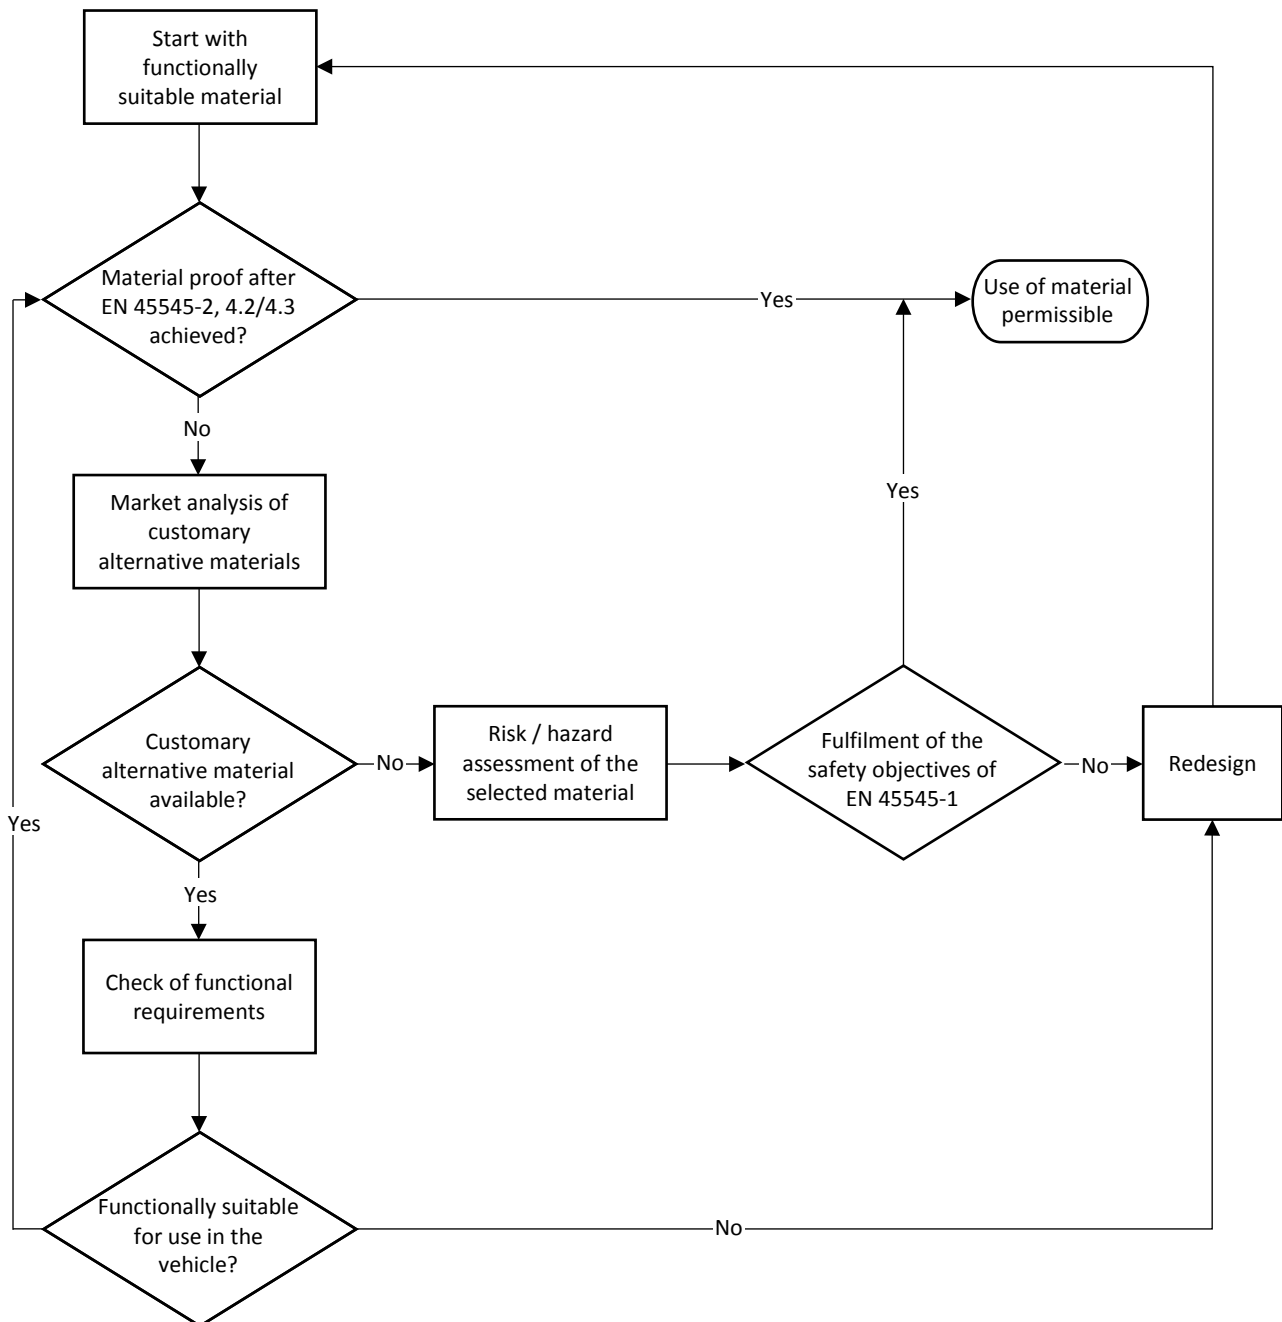 Start with
functionally
suitable material
Material proof after
EN 45545-2, 4.2/4.3
achieved?
Yes
Use of material
permissible
No
Market analysis of
customary
alternative materials
Yes
Customary
alternative material
available?
No
Risk / hazard
assessment of the
selected material
Fulfilment of the
safety objectives of
EN 45545-1
No
Redesign
Yes
Yes
Check of functional
requirements
Functionally suitable
for use in the
vehicle?
No